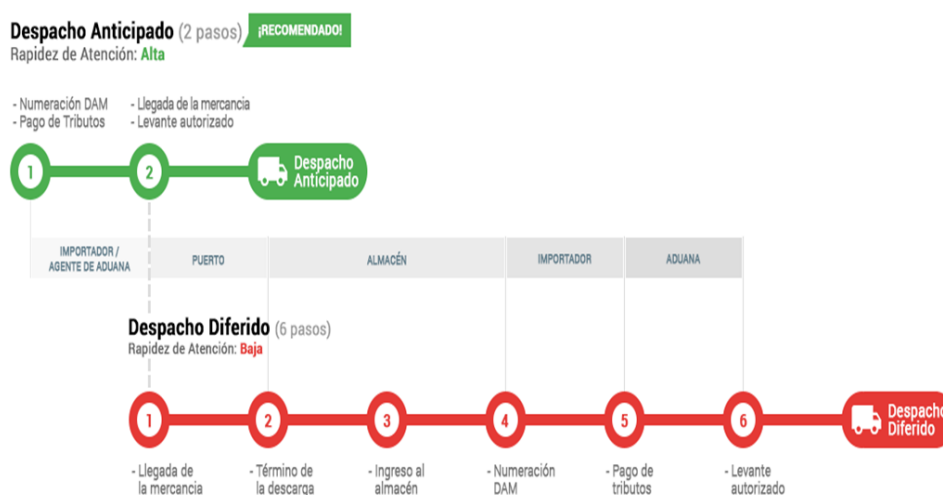 Despacho Anticipado (2 pasos) ¡RECOMENDADO!
Rapidez de Atención: Alta
- Numeración DAM
- Pago de Tributos
- Llegada de la mercancia
- Levante autorizado
1
2
Despacho
Anticipado
IMPORTADOR /
AGENTE DE ADUANA
PUERTO
ALMACÉN
IMPORTADOR
ADUANA
Despacho Diferido (6 pasos)
Rapidez de Atención: Baja
1
2
3
4
5
6
Despacho
Diferido
- Llegada de
la mercancía
- Término de
la descarga
- Ingreso al
almacén
- Numeración
DAM
- Pago de
tributos
- Levante
autorizado